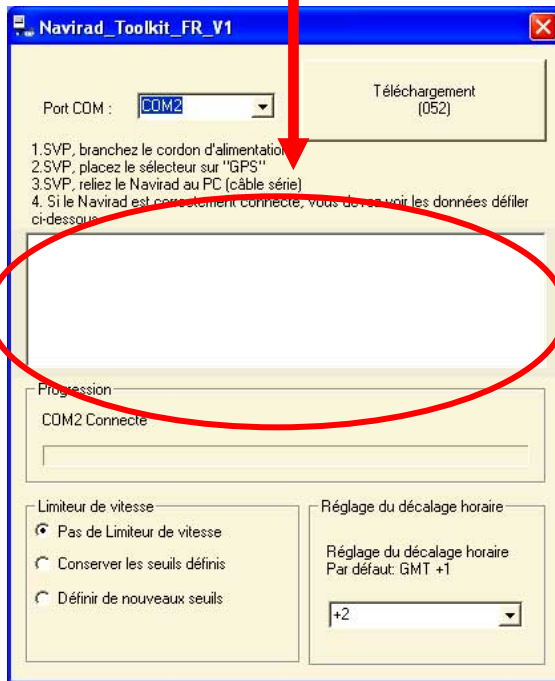 Navirad_Toolkit_FR_V1
Port COM :
COM2
Téléchargement
(052)
1.SVP, branchez le cordon d'alimentation
2.SVP, placez le sélecteur sur "GPS"
3.SVP, reliez le Navirad au PC (câble série)
4. Si le Navirad est correctement connecté, vous devez voir les données défiler
ci-dessous
Progression
COM2 Connecté
Limiteur de vitesse
Pas de Limiteur de vitesse
Conserver les seuils définis
Définir de nouveaux seuils
Réglage du décalage horaire
Réglage du décalage horaire
Par défaut: GMT +1
+2